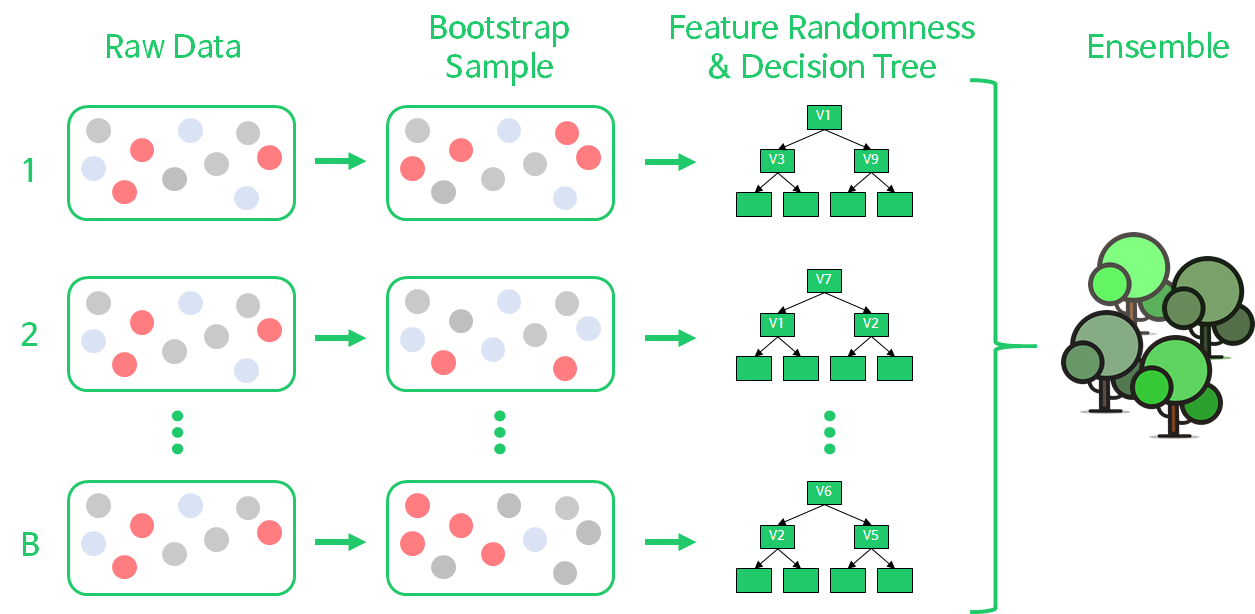 Raw Data
Bootstrap
Sample
Feature Randomness
& Decision Tree
Ensemble
1
V1
V3 V9
2
V7
V1 V2
B
V6
V2 V5